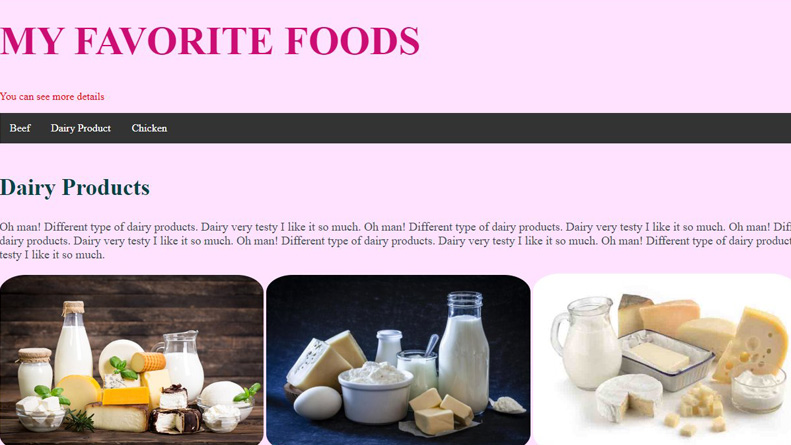 MY FAVORITE FOODS
You can see more details
Beef Dairy Product Chicken
Dairy Products
Oh man! Different type of dairy products. Dairy very testy I like it so much. Oh man! Different type of dairy products. Dairy very testy I like it so much. Oh man!
dairy products. Dairy very testy I like it so much. Oh man! Different type of dairy products. Dairy very testy I like it so much. Oh man! Different type of dairy
testy I like it so much.